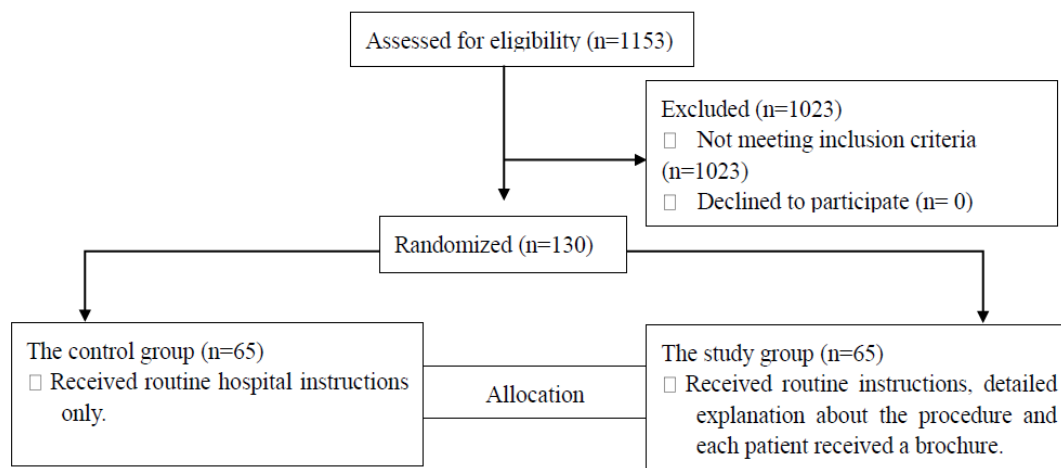 Assessed for eligibility (n=1153)
Excluded (n=1023)
□ Not meeting inclusion criteria
(n=1023)
□ Declined to participate (n= 0)
Randomized (n=130)
The control group (n=65)
□ Received routine hospital instructions
only.
Allocation
The study group (n=65)
□ Received routine instructions, detailed
explanation about the procedure and
each patient received a brochure.